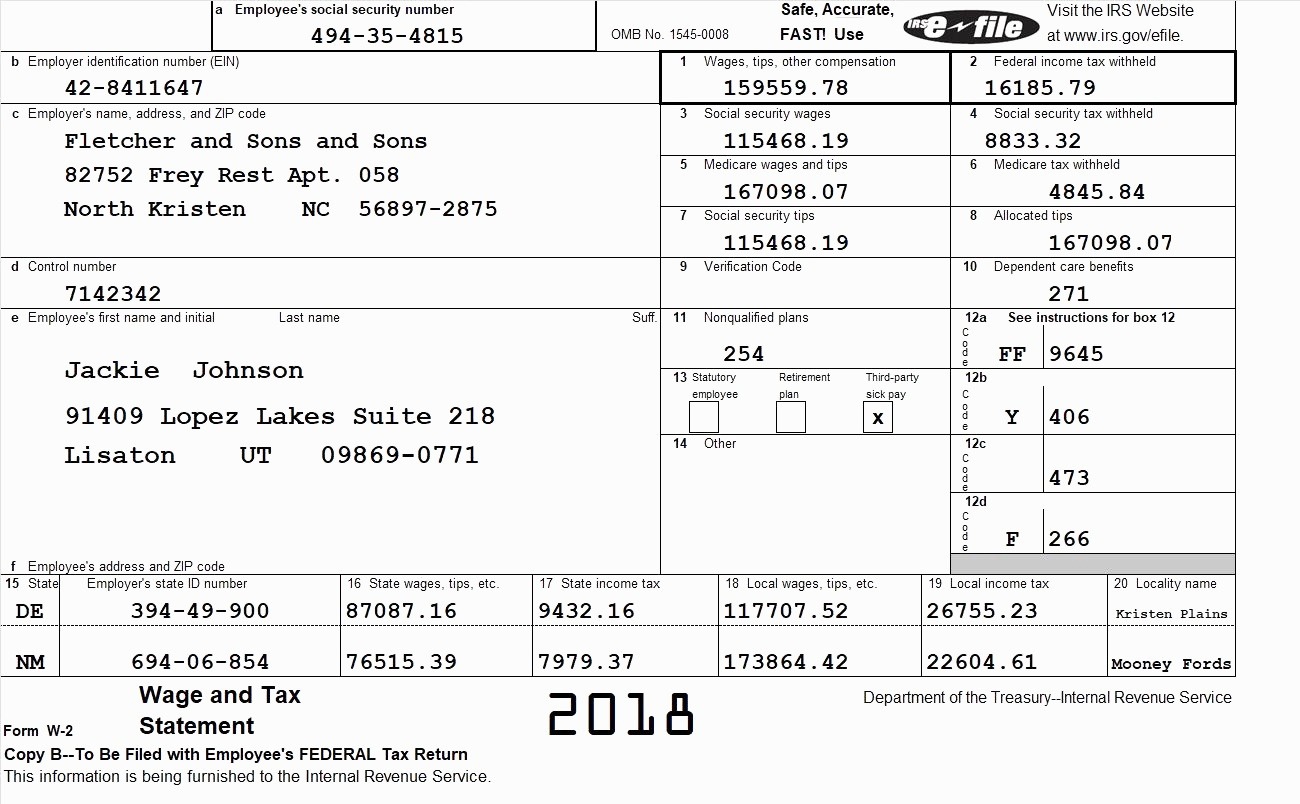 a Employee's social security number
494-35-4815
OMB No. 1545-0008
Safe, Accurate,
FAST! Use
IRS e-file
Visit the IRS Website
at www.irs.gov/efile.
b Employer identification number (EIN)
42-8411647
1 Wages, tips, other compensation
159559.78
2 Federal income tax withheld
16185.79
c Employer's name, address, and ZIP code
Fletcher and Sons and Sons
82752 Frey Rest Apt. 058
North Kristen NC 56897-2875
3 Social security wages
115468.19
4 Social security tax withheld
8833.32
5 Medicare wages and tips
167098.07
6 Medicare tax withheld
4845.84
7 Social security tips
115468.19
8 Allocated tips
167098.07
d Control number
7142342
9 Verification Code
10 Dependent care benefits
271
e Employee's first name and initial Last name Suff.
Jackie Johnson
91409 Lopez Lakes Suite 218
Lisaton UT 09869-0771
11 Nonqualified plans
254
12a See instructions for box 12
Code FF 9645
13 Statutory employee
Retirement plan
Third-party sick pay
x
12b
Code Y 406
14 Other
12c
Code 473
12d
Code F 266
f Employee's address and ZIP code
15 State Employer's state ID number 16 State wages, tips, etc. 17 State income tax 18 Local wages, tips, etc. 19 Local income tax 20 Locality name
DE 394-49-900 87087.16 9432.16 117707.52 26755.23 Kristen Plains
NM 694-06-854 76515.39 7979.37 173864.42 22604.61 Mooney Fords
Form W-2
Wage and Tax
Statement
2018
Department of the Treasury--Internal Revenue Service
Copy B--To Be Filed with Employee's FEDERAL Tax Return
This information is being furnished to the Internal Revenue Service.